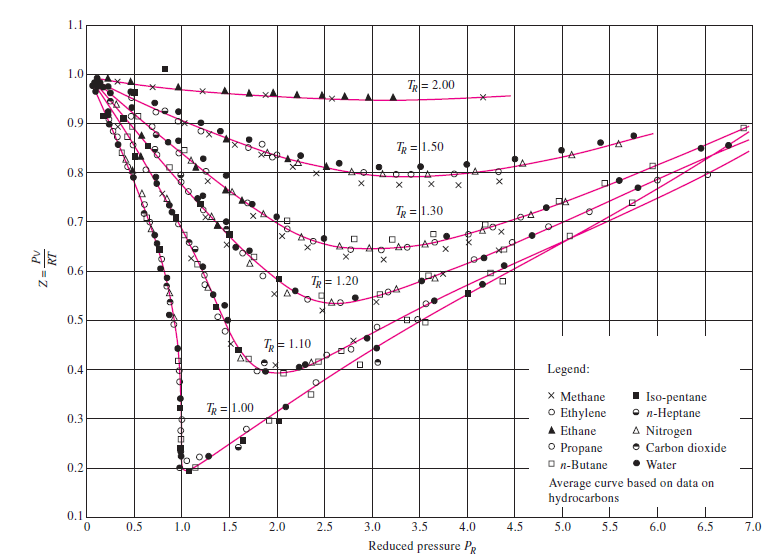 1.1
1.0
0.9
0.8
0.7
0.6
0.5
0.4
0.3
0.2
0.1
Z = Pν/RT
T_R = 2.00
T_R = 1.50
T_R = 1.30
T_R = 1.20
T_R = 1.10
T_R = 1.00
Legend:
× Methane
○ Ethylene
▲ Ethane
○ Propane
□ n-Butane
■ Iso-pentane
◒ n-Heptane
△ Nitrogen
◓ Carbon dioxide
● Water
Average curve based on data on
hydrocarbons
0 0.5 1.0 1.5 2.0 2.5 3.0 3.5 4.0 4.5 5.0 5.5 6.0 6.5 7.0
Reduced pressure P_R